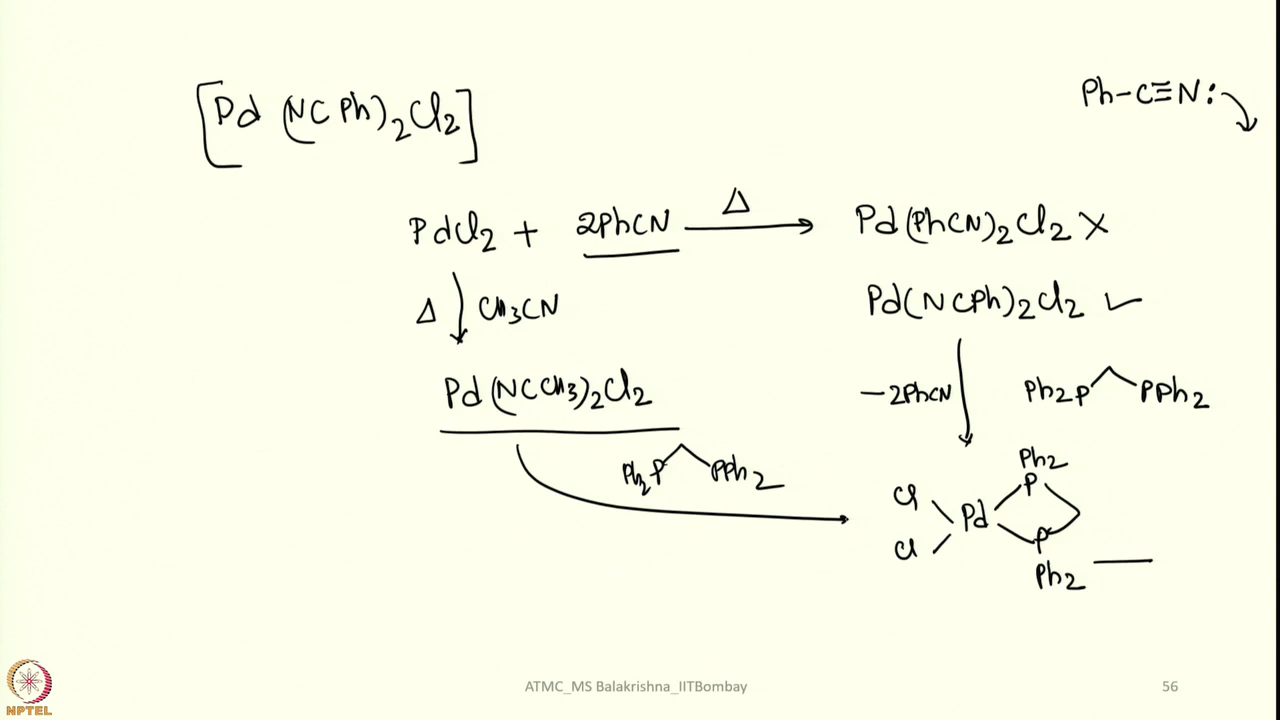 [Pd (NCPh)₂Cl₂]
Ph-C≡N:
PdCl₂ + 2PhCN Δ → Pd(PhCN)₂Cl₂ X
Δ ↓ CH₃CN
Pd(NCPh)₂Cl₂ ✓
Pd(NCCH₃)₂Cl₂
-2PhCN
Ph₂P PPh₂
Ph₂P PPh₂
Ph₂
Cl P
Pd
Cl P
Ph₂
NPTEL
ATMC_MS Balakrishna_IITBombay
56